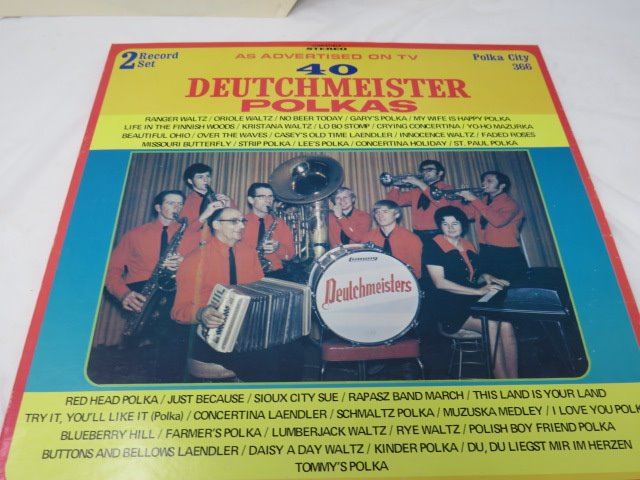 STEREO
2 Record
Set
AS ADVERTISED ON TV
Polka City
366
40
DEUTCHMEISTER
POLKAS
RANGER WALTZ / ORIOLE WALTZ / NO BEER TODAY / GARY'S POLKA / MY WIFE IS HAPPY POLKA
LIFE IN THE FINNISH WOODS / KRISTANA WALTZ / LO BO STOMP / CRYING CONCERTINA / YO HO MAZURKA
BEAUTIFUL OHIO / OVER THE WAVES / CASEY'S OLD TIME LAENDLER / INNOCENCE WALTZ / FADED ROSES
MISSOURI BUTTERFLY / STRIP POLKA / LEE'S POLKA / CONCERTINA HOLIDAY / ST. PAUL POLKA
Deutchmeisters
RED HEAD POLKA / JUST BECAUSE / SIOUX CITY SUE / RAPASZ BAND MARCH / THIS LAND IS YOUR LAND
TRY IT, YOU'LL LIKE IT (Polka) / CONCERTINA LAENDLER / SCHMALTZ POLKA / MUZUSKA MEDLEY / I LOVE YOU POLK
BLUEBERRY HILL / FARMER'S POLKA / LUMBERJACK WALTZ / RYE WALTZ / POLISH BOY FRIEND POLKA
BUTTONS AND BELLOWS LAENDLER / DAISY A DAY WALTZ / KINDER POLKA / DU, DU LIEGST MIR IM HERZEN
TOMMY'S POLKA